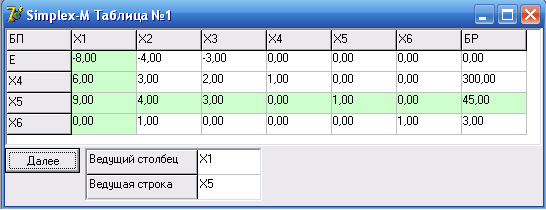 Simplex-M Таблица №1
БП X1 X2 X3 X4 X5 X6 БР
E -8,00 -4,00 -3,00 0,00 0,00 0,00 0,00
X4 6,00 3,00 2,00 1,00 0,00 0,00 300,00
X5 9,00 4,00 3,00 0,00 1,00 0,00 45,00
X6 0,00 1,00 0,00 0,00 0,00 1,00 3,00
Далее
Ведущий столбец X1
Ведущая строка X5